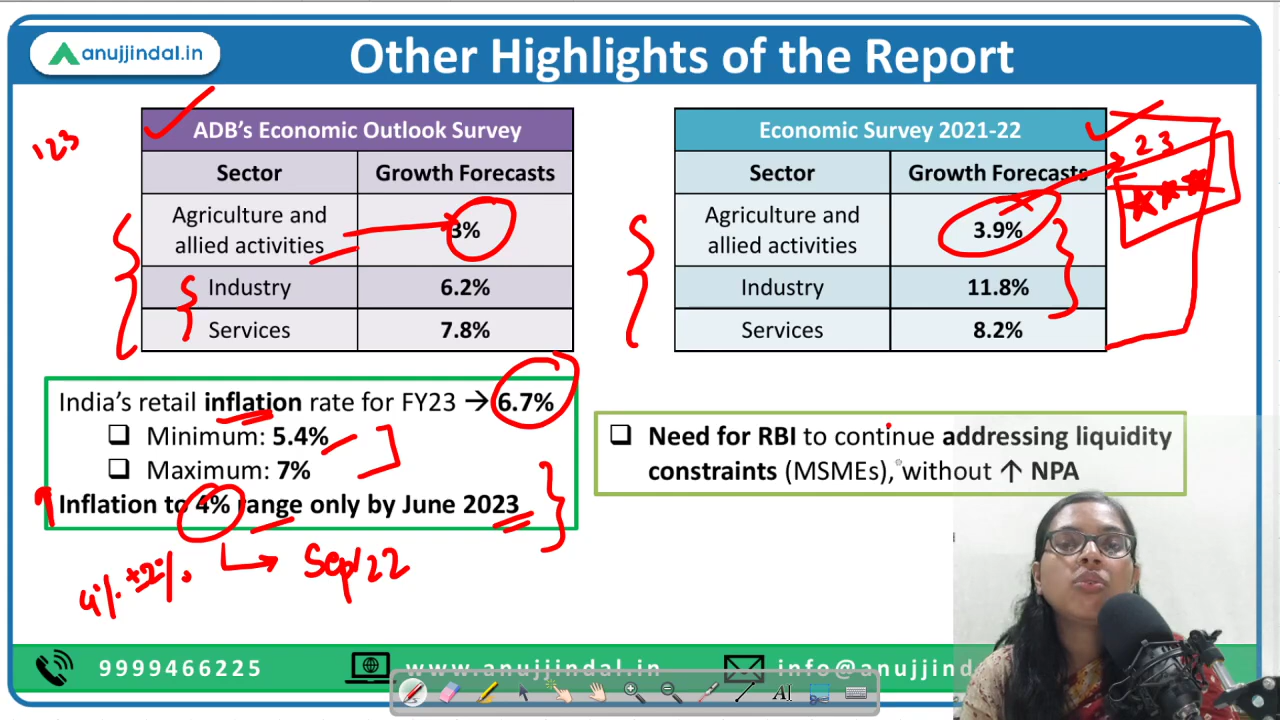 anujjindal.in
Other Highlights of the Report
123
ADB's Economic Outlook Survey
Sector Growth Forecasts
Agriculture and
allied activities
3%
Industry 6.2%
Services 7.8%
Economic Survey 2021-22
Sector Growth Forecasts
Agriculture and
allied activities
3.9%
Industry 11.8%
Services 8.2%
23
India's retail inflation rate for FY23 → 6.7%
❑ Minimum: 5.4%
❑ Maximum: 7%
Inflation to 4% range only by June 2023
4% ±2%
Sep'22
❑ Need for RBI to continue addressing liquidity
constraints (MSMEs), without ↑ NPA
9999466225
www.anujjindal.in
info@anujjind
A